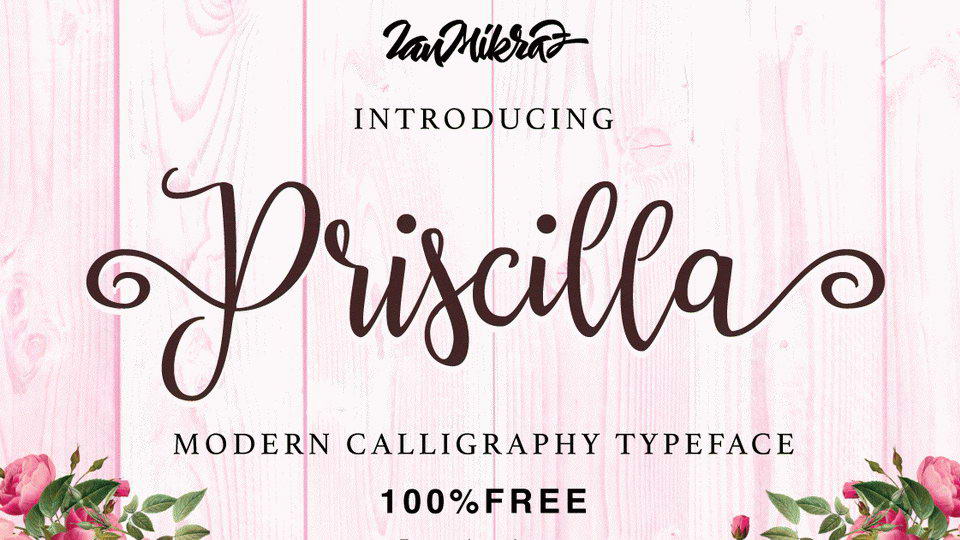 IanMikraz
INTRODUCING
Priscilla
MODERN CALLIGRAPHY TYPEFACE
100%FREE